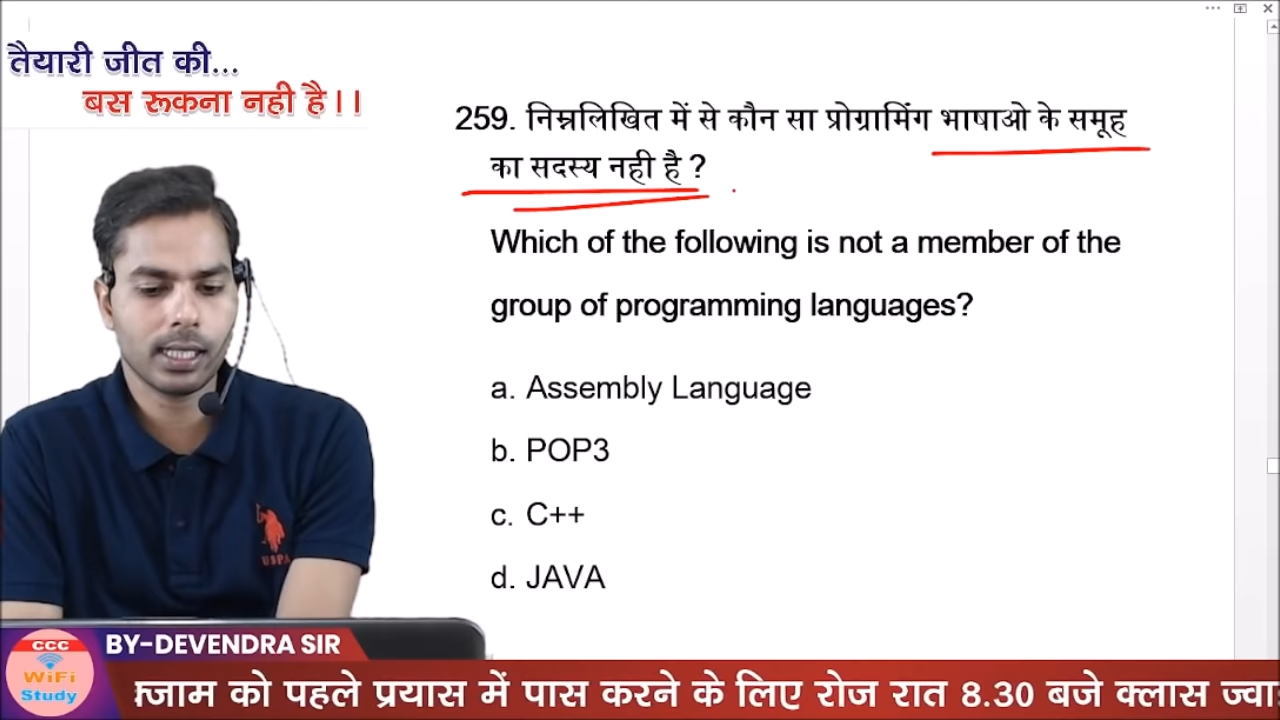 तैयारी जीत की...
बस रूकना नही है।।
259. निम्नलिखित में से कौन सा प्रोग्रामिंग भाषाओ के समूह
का सदस्य नही है ?
Which of the following is not a member of the
group of programming languages?
a. Assembly Language
b. POP3
c. C++
d. JAVA
USPA
CCC
WiFi
Study
BY-DEVENDRA SIR
को पहले प्रयास में पास करने के लिए रोज रात 8.30 बजे क्लास